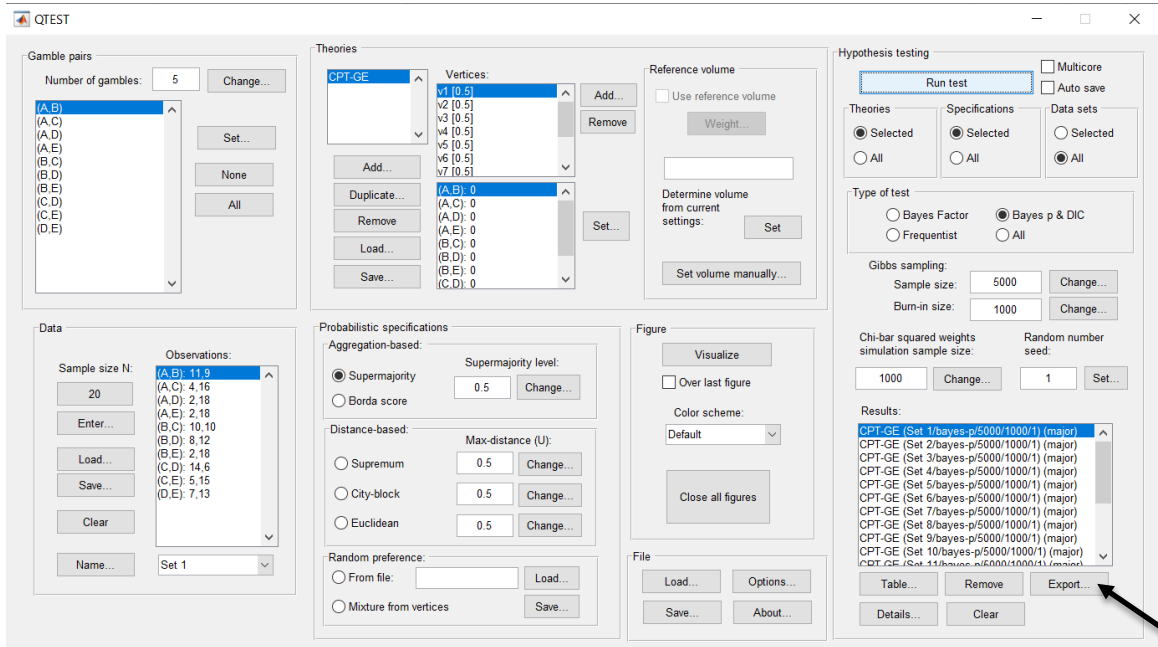 QTEST
Gamble pairs
Number of gambles: 5 Change...
(A,B)
(A,C)
(A,D)
(A,E)
(B,C)
(B,D)
(B,E)
(C,D)
(C,E)
(D,E)
Set...
None
All
Theories
CPT-GE
Add...
Duplicate...
Remove
Load...
Save...
Vertices:
v1 [0.5]
v2 [0.5]
v3 [0.5]
v4 [0.5]
v5 [0.5]
v6 [0.5]
v7 [0.5]
Add...
Remove
(A,B): 0
(A,C): 0
(A,D): 0
(A,E): 0
(B,C): 0
(B,D): 0
(B,E): 0
(C,D): 0
Set...
Reference volume
Use reference volume
Weight...
Determine volume
from current
settings:
Set
Set volume manually...
Hypothesis testing
Run test
Multicore
Auto save
Theories
Selected
All
Specifications
Selected
All
Data sets
Selected
All
Type of test
Bayes Factor
Bayes p & DIC
Frequentist
All
Gibbs sampling:
Sample size: 5000 Change...
Burn-in size: 1000 Change...
Chi-bar squared weights
simulation sample size:
1000 Change...
Random number
seed:
1 Set...
Results:
CPT-GE (Set 1/bayes-p/5000/1000/1) (major)
CPT-GE (Set 2/bayes-p/5000/1000/1) (major)
CPT-GE (Set 3/bayes-p/5000/1000/1) (major)
CPT-GE (Set 4/bayes-p/5000/1000/1) (major)
CPT-GE (Set 5/bayes-p/5000/1000/1) (major)
CPT-GE (Set 6/bayes-p/5000/1000/1) (major)
CPT-GE (Set 7/bayes-p/5000/1000/1) (major)
CPT-GE (Set 8/bayes-p/5000/1000/1) (major)
CPT-GE (Set 9/bayes-p/5000/1000/1) (major)
CPT-GE (Set 10/bayes-p/5000/1000/1) (major)
CPT-GE (Set 11/bayes-p/5000/1000/1) (major)
Table... Remove Export...
Details... Clear
Data
Sample size N:
20
Enter...
Load...
Save...
Clear
Name...
Observations:
(A,B): 11,9
(A,C): 4,16
(A,D): 2,18
(A,E): 2,18
(B,C): 10,10
(B,D): 8,12
(B,E): 2,18
(C,D): 14,6
(C,E): 5,15
(D,E): 7,13
Set 1
Probabilistic specifications
Aggregation-based:
Supermajority
Borda score
Supermajority level:
0.5 Change...
Distance-based:
Max-distance (U):
Supremum 0.5 Change...
City-block 0.5 Change...
Euclidean 0.5 Change...
Random preference:
From file: Load...
Mixture from vertices Save...
Figure
Visualize
Over last figure
Color scheme:
Default
Close all figures
File
Load... Options...
Save... About...